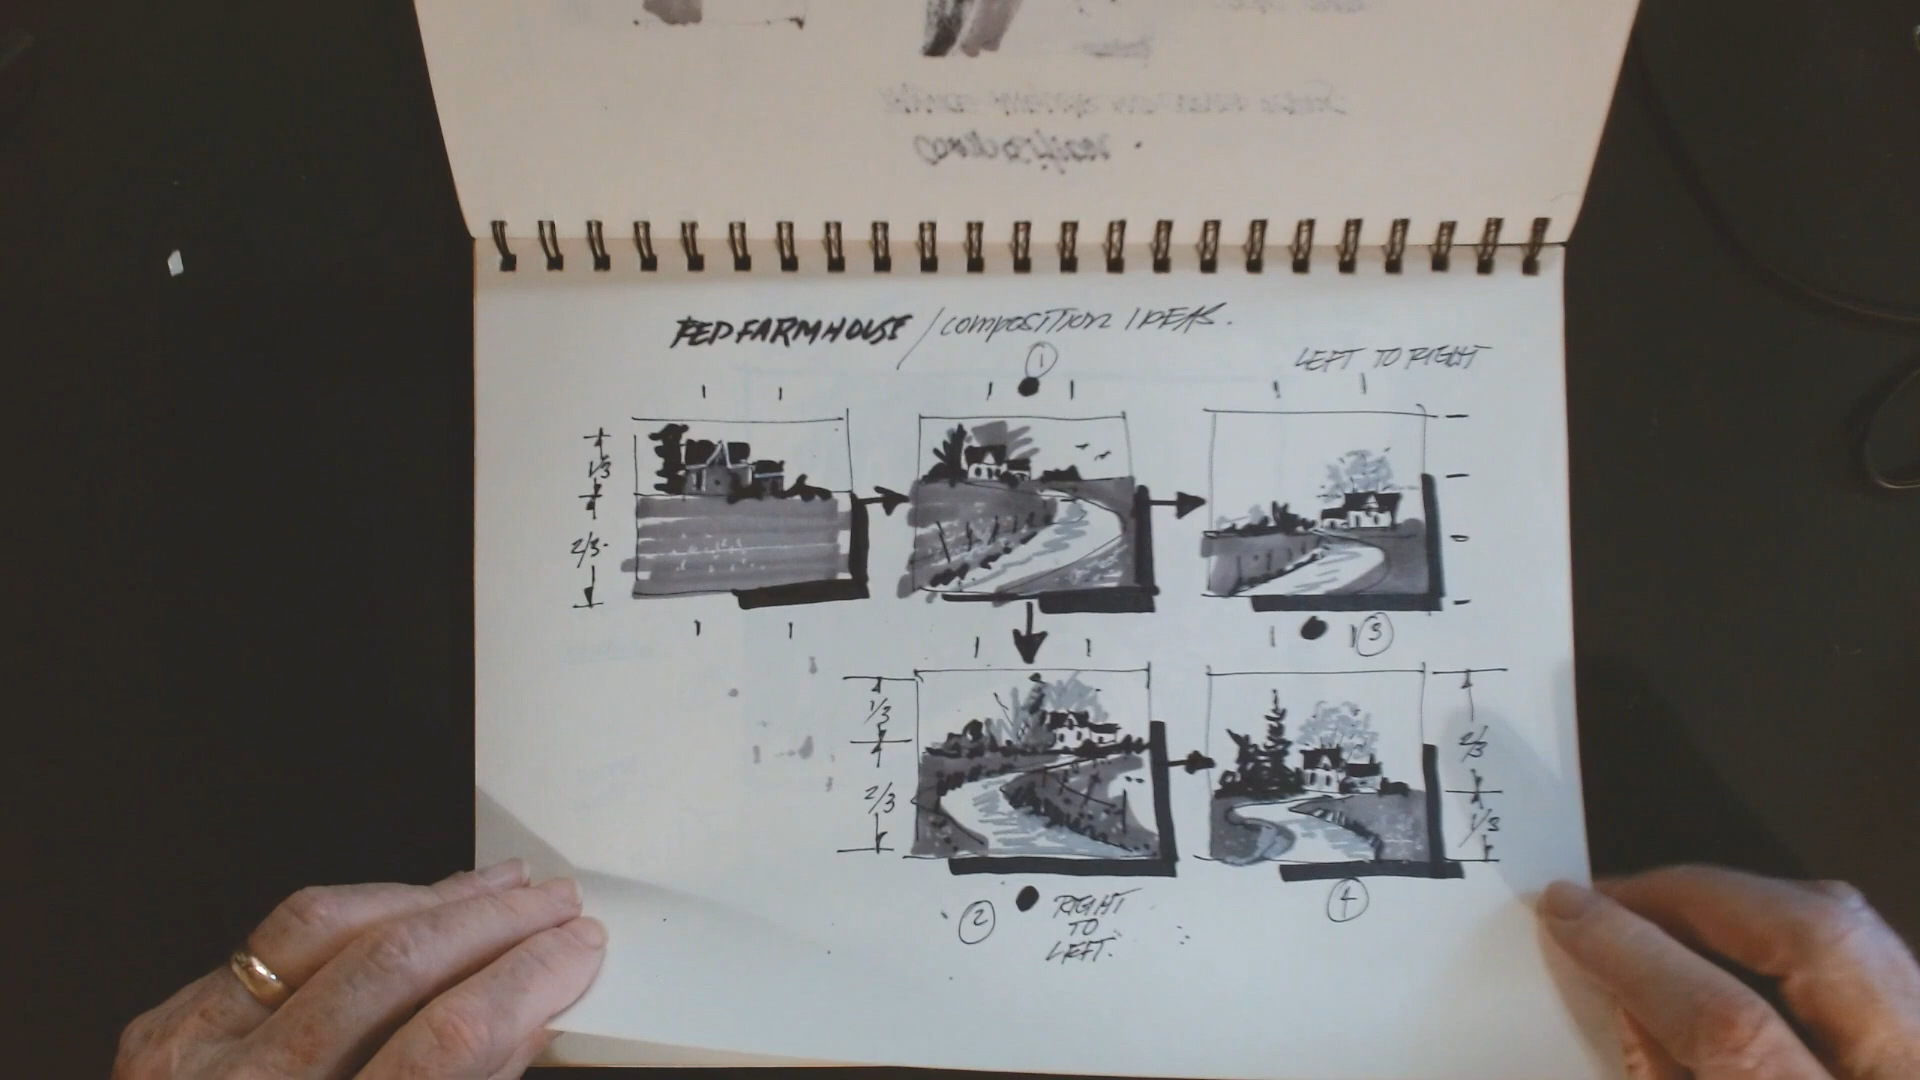 RED FARMHOUSE / COMPOSITION IDEAS.
1
LEFT TO RIGHT
1/3
2/3
3
1/3
2/3
2/3
1/3
2
RIGHT
TO
LEFT.
4